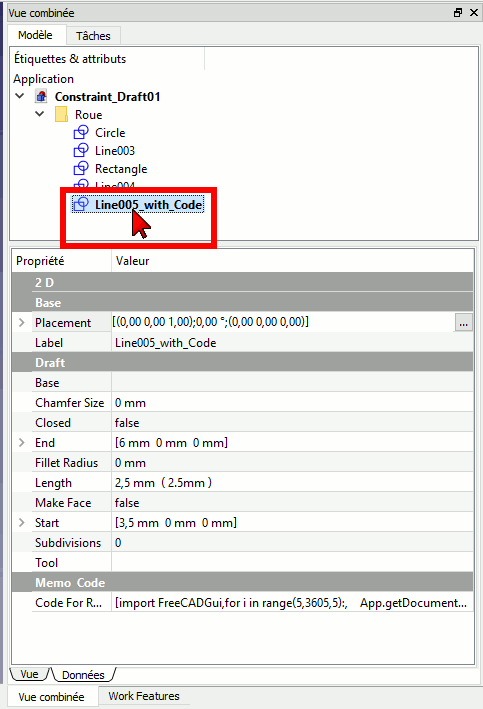 Vue combinée
Modèle Tâches
Étiquettes & attributs
Application
Constraint_Draft01
Roue
Circle
Line003
Rectangle
Line004
Line005_with_Code
Propriété Valeur
2 D
Base
Placement [(0,00 0,00 1,00);0,00 °;(0,00 0,00 0,00)] ...
Label Line005_with_Code
Draft
Base
Chamfer Size 0 mm
Closed false
End [6 mm 0 mm 0 mm]
Fillet Radius 0 mm
Length 2,5 mm ( 2.5mm )
Make Face false
Start [3,5 mm 0 mm 0 mm]
Subdivisions 0
Tool
Memo Code
Code For R... [import FreeCADGui,for i in range(5,3605,5):, App.getDocument...
Vue Données
Vue combinée Work Features